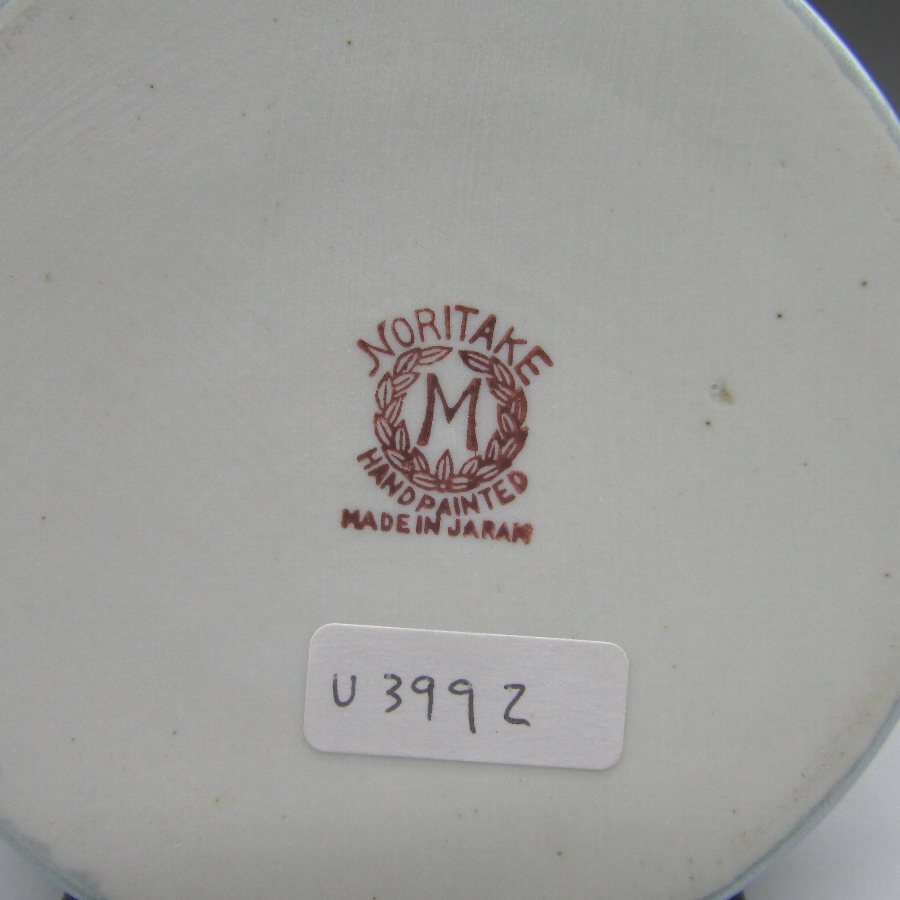 NORITAKE
M
HAND PAINTED
MADE IN JAPAN
U 3992